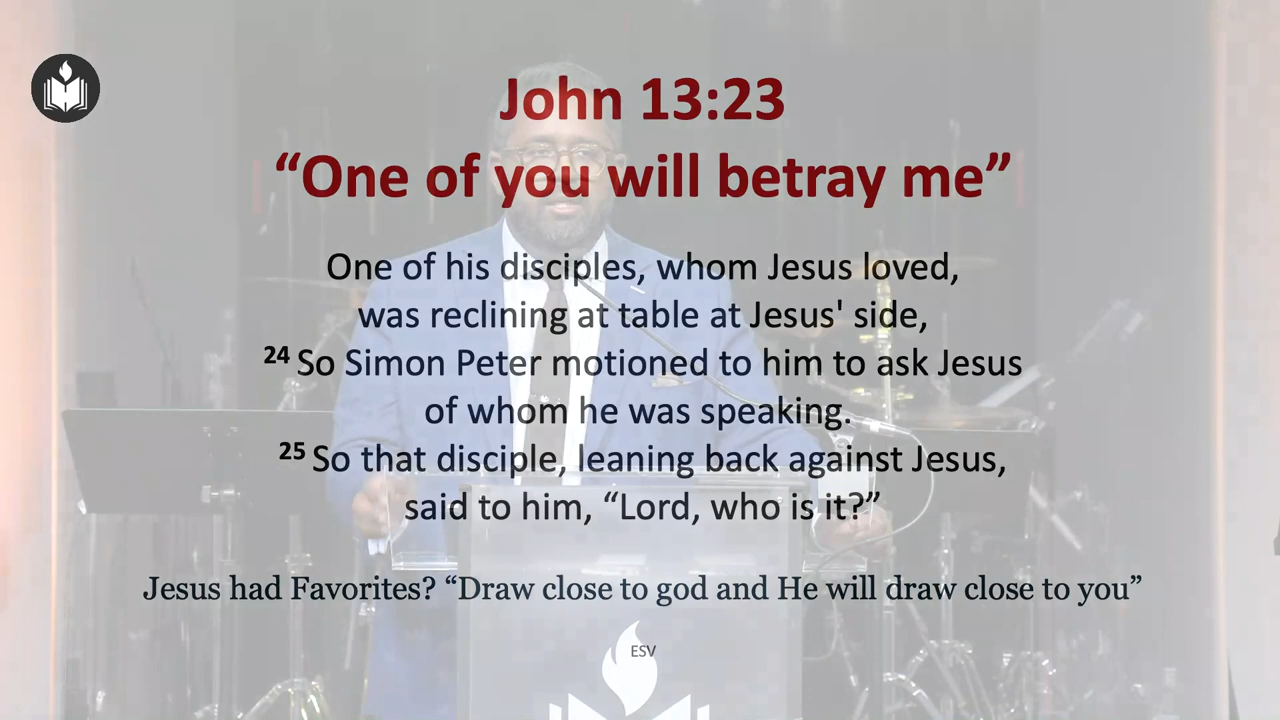 John 13:23
“One of you will betray me”
One of his disciples, whom Jesus loved,
was reclining at table at Jesus' side,
24 So Simon Peter motioned to him to ask Jesus
of whom he was speaking.
25 So that disciple, leaning back against Jesus,
said to him, “Lord, who is it?”
Jesus had Favorites? “Draw close to god and He will draw close to you”
ESV